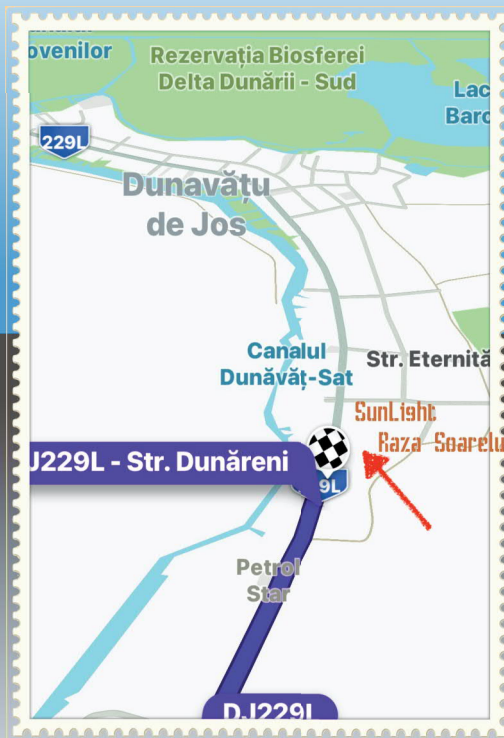 ovenilor
Rezervația Biosferei
Delta Dunării - Sud
Lac
Barc
229L
Dunavățu
de Jos
Canalul
Dunăvăț-Sat
Str. Eternită
SunLight
Raza Soarelu
J229L - Str. Dunăreni
9L
Petrol
Star
DJ229L